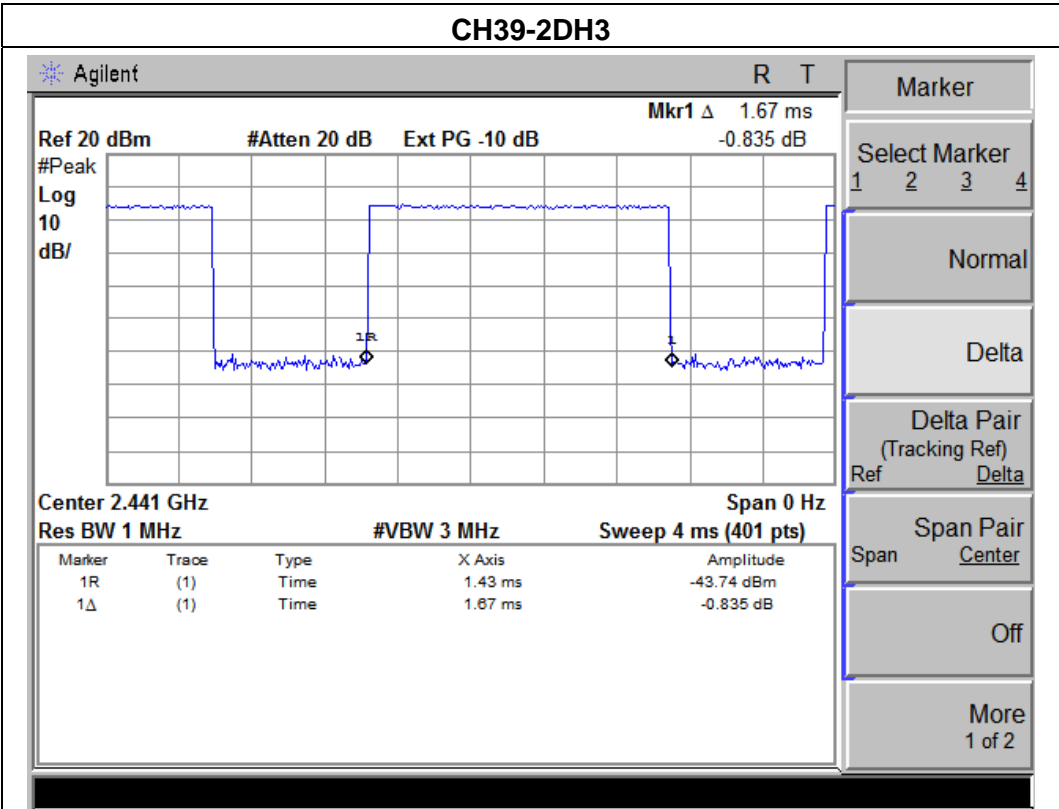 CH39-2DH3
Agilent R T
Mkr1 Δ 1.67 ms
Ref 20 dBm #Atten 20 dB Ext PG -10 dB -0.835 dB
#Peak
Log
10
dB/
1R
1
Center 2.441 GHz Span 0 Hz
Res BW 1 MHz #VBW 3 MHz Sweep 4 ms (401 pts)
Marker Trace Type X Axis Amplitude
1R (1) Time 1.43 ms -43.74 dBm
1Δ (1) Time 1.67 ms -0.835 dB
Marker
Select Marker
1 2 3 4
Normal
Delta
Delta Pair
(Tracking Ref)
Ref Delta
Span Pair
Span Center
Off
More
1 of 2